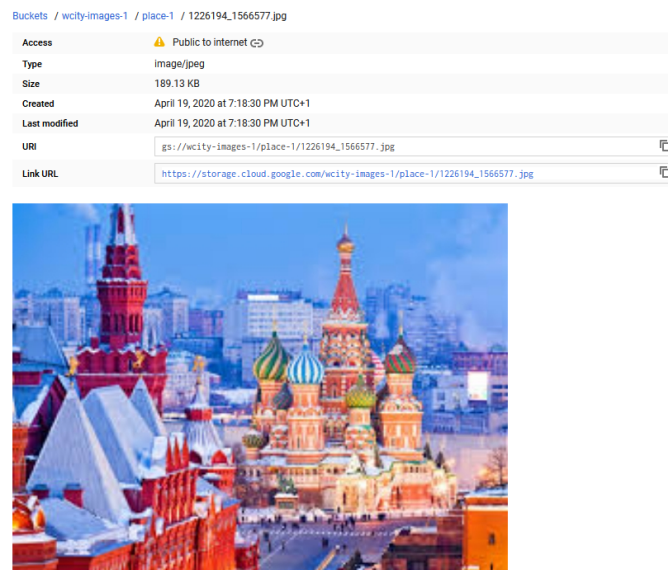 Buckets / wcity-images-1 / place-1 / 1226194_1566577.jpg
Access Public to internet
Type image/jpeg
Size 189.13 KB
Created April 19, 2020 at 7:18:30 PM UTC+1
Last modified April 19, 2020 at 7:18:30 PM UTC+1
URI gs://wcity-images-1/place-1/1226194_1566577.jpg
Link URL https://storage.cloud.google.com/wcity-images-1/place-1/1226194_1566577.jpg